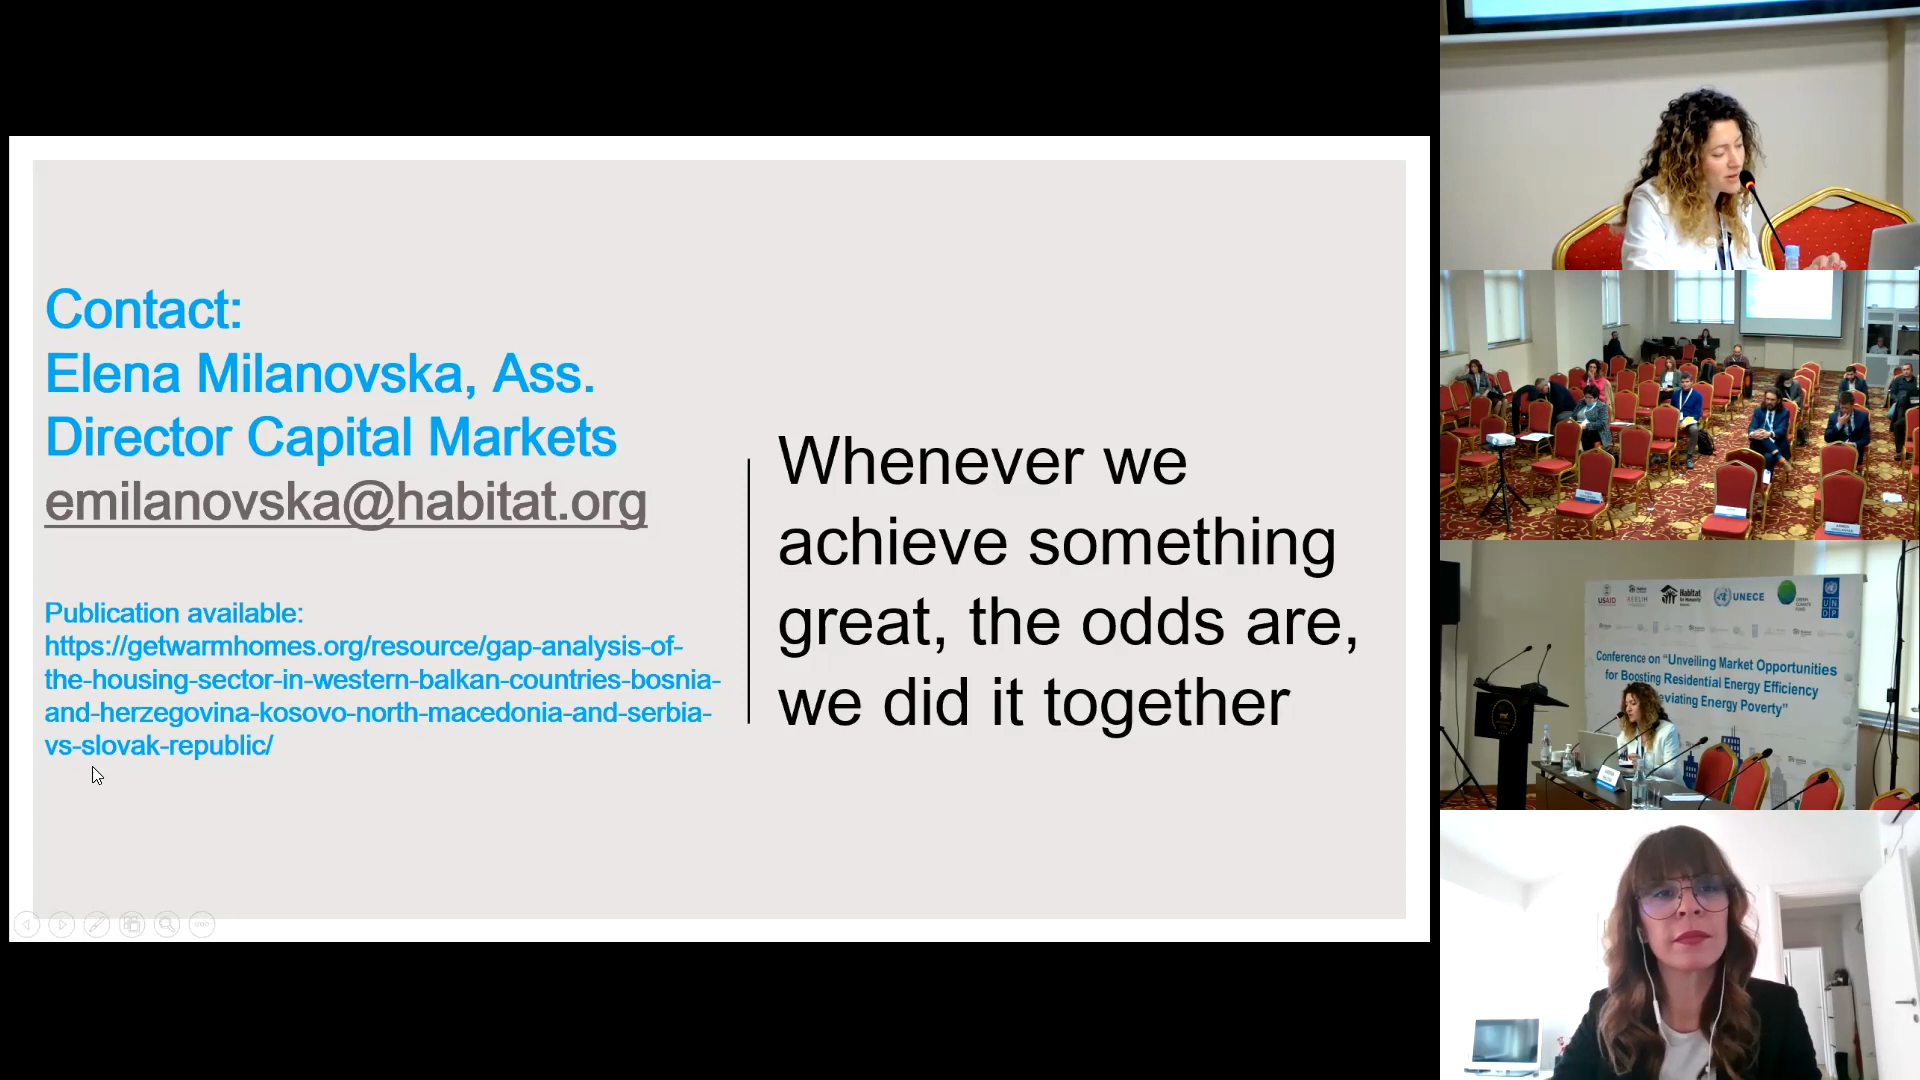 Contact:
Elena Milanovska, Ass.
Director Capital Markets
emilanovska@habitat.org
Publication available:
https://getwarmhomes.org/resource/gap-analysis-of-
the-housing-sector-in-western-balkan-countries-bosnia-
and-herzegovina-kosovo-north-macedonia-and-serbia-
vs-slovak-republic/
Whenever we
achieve something
great, the odds are,
we did it together
USAID
Habitat
UNECE
UNDP
Conference on "Unveiling Market Opportunities
for Boosting Residential Energy Efficiency
Energy Poverty"